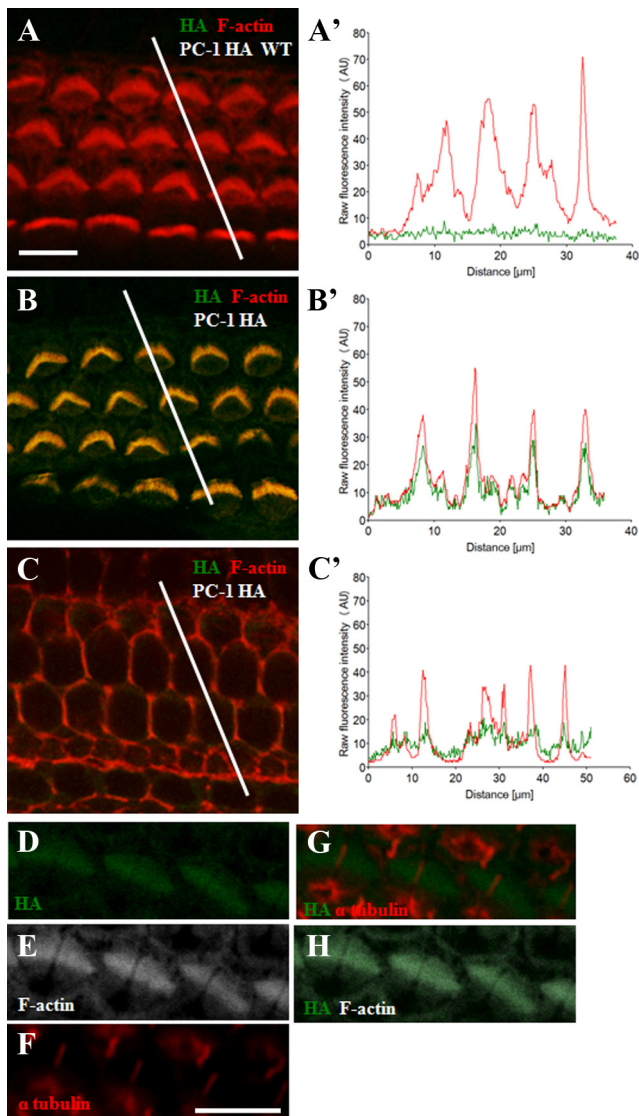 A
HA F-actin
PC-1 HA WT
A’
Raw fluorescence intensity（AU）
80
70
60
50
40
30
20
10
0
0 10 20 30 40
Distance [µm]
B
HA F-actin
PC-1 HA
B’
Raw fluorescence intensity（AU）
80
70
60
50
40
30
20
10
0
0 10 20 30 40
Distance [µm]
C
HA F-actin
PC-1 HA
C’
Raw fluorescence intensity（AU）
80
70
60
50
40
30
20
10
0
0 10 20 30 40 50 60
Distance [µm]
D
HA
G
HA α tubulin
E
F-actin
H
HA F-actin
F
α tubulin